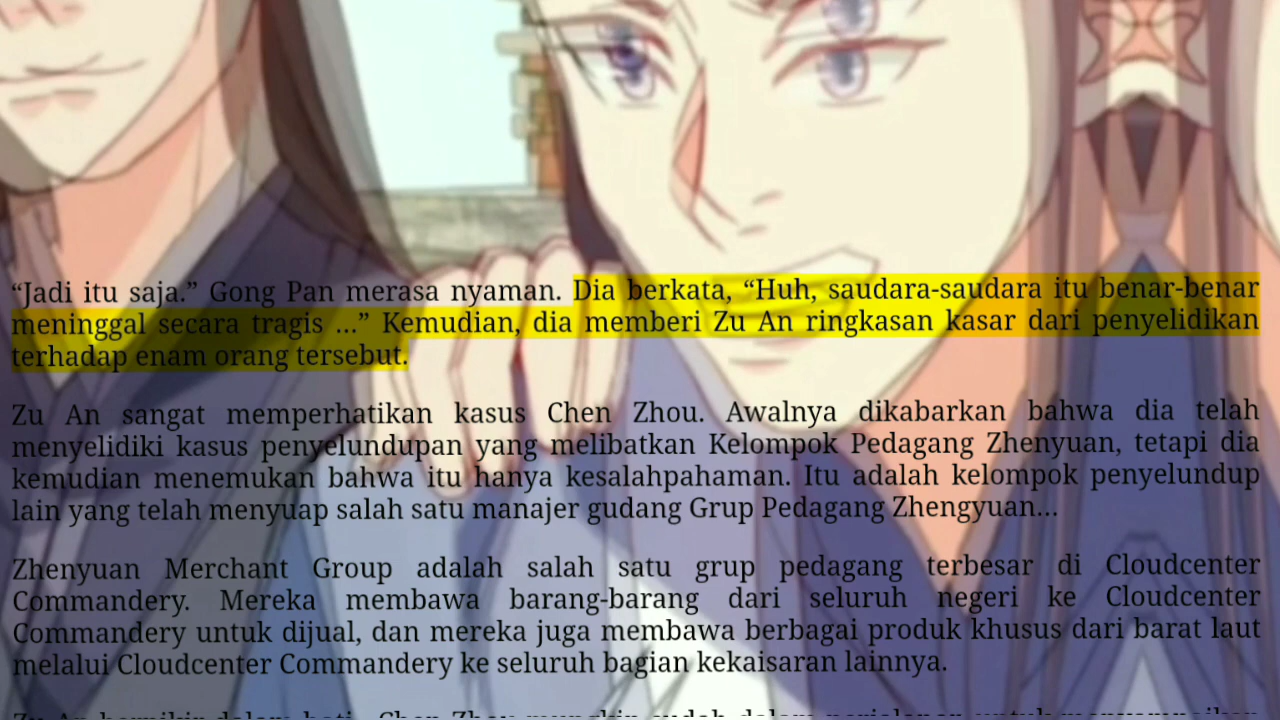 “Jadi itu saja.” Gong Pan merasa nyaman. Dia berkata, “Huh, saudara-saudara itu benar-benar
meninggal secara tragis ...” Kemudian, dia memberi Zu An ringkasan kasar dari penyelidikan
terhadap enam orang tersebut.
Zu An sangat memperhatikan kasus Chen Zhou. Awalnya dikabarkan bahwa dia telah
menyelidiki kasus penyelundupan yang melibatkan Kelompok Pedagang Zhenyuan, tetapi dia
kemudian menemukan bahwa itu hanya kesalahpahaman. Itu adalah kelompok penyelundup
lain yang telah menyuap salah satu manajer gudang Grup Pedagang Zhengyuan...
Zhenyuan Merchant Group adalah salah satu grup pedagang terbesar di Cloudcenter
Commandery. Mereka membawa barang-barang dari seluruh negeri ke Cloudcenter
Commandery untuk dijual, dan mereka juga membawa berbagai produk khusus dari barat laut
melalui Cloudcenter Commandery ke seluruh bagian kekaisaran lainnya.